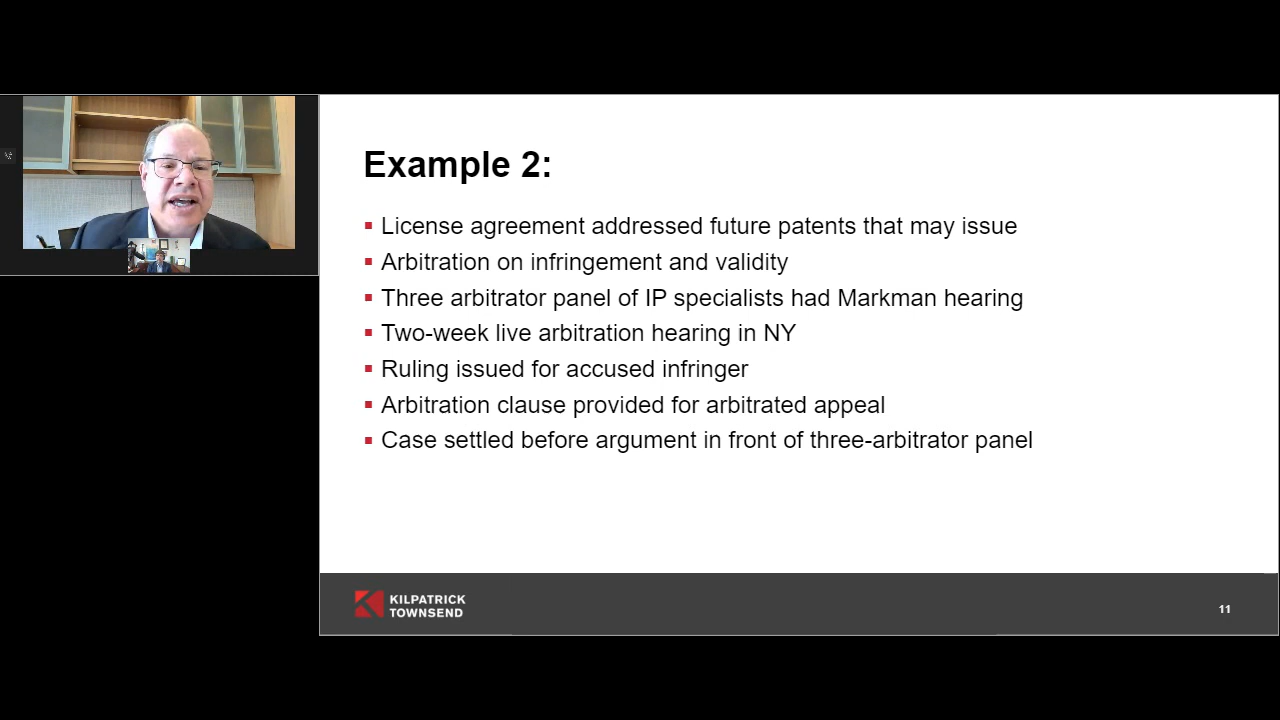 Example 2:
License agreement addressed future patents that may issue
Arbitration on infringement and validity
Three arbitrator panel of IP specialists had Markman hearing
Two-week live arbitration hearing in NY
Ruling issued for accused infringer
Arbitration clause provided for arbitrated appeal
Case settled before argument in front of three-arbitrator panel
KILPATRICK
TOWNSEND
11